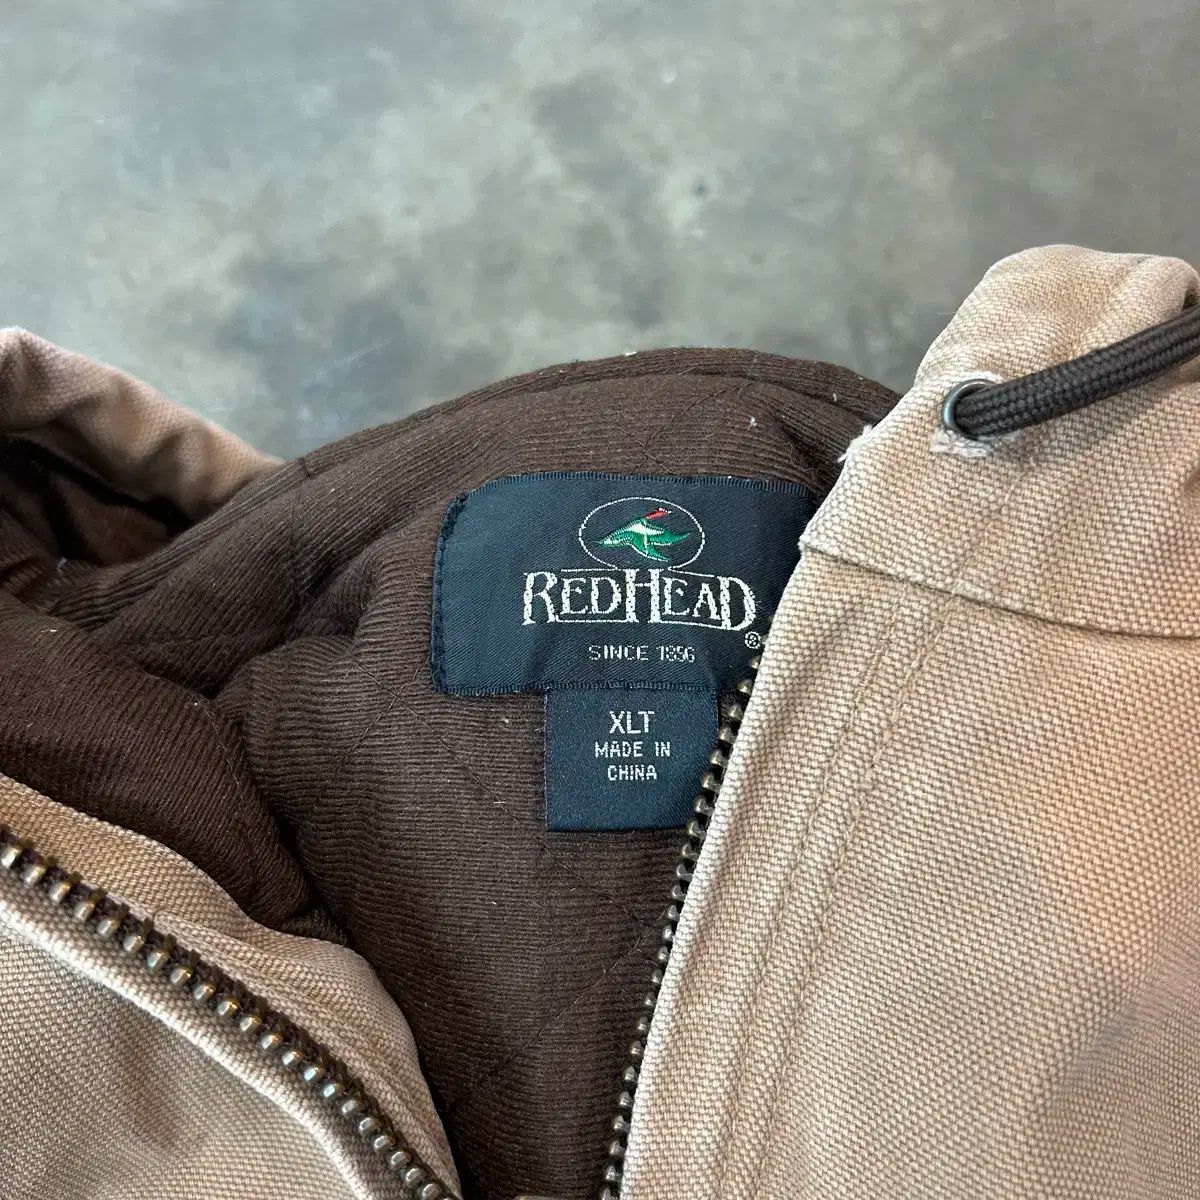 REDHEAD
®
SINCE 1856
XLT
MADE IN
CHINA